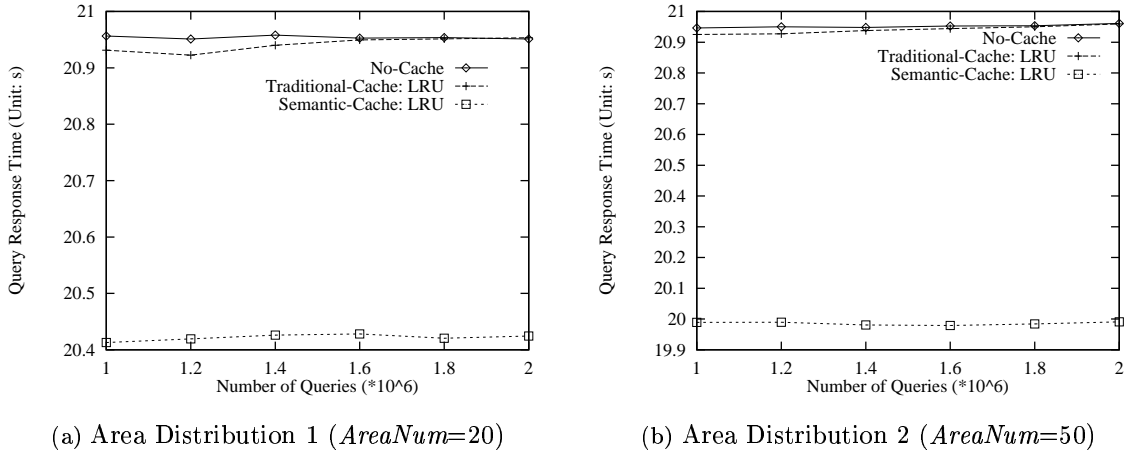 21
20.9
20.8
20.7
20.6
20.5
20.4
1
1.2
1.4
1.6
1.8
2
Query Response Time (Unit: s)
Number of Queries (*10^6)
No-Cache
Traditional-Cache: LRU
Semantic-Cache: LRU
(a) Area Distribution 1 (AreaNum=20)
21
20.9
20.8
20.7
20.6
20.5
20.4
20.3
20.2
20.1
20
19.9
1
1.2
1.4
1.6
1.8
2
Query Response Time (Unit: s)
Number of Queries (*10^6)
No-Cache
Traditional-Cache: LRU
Semantic-Cache: LRU
(b) Area Distribution 2 (AreaNum=50)